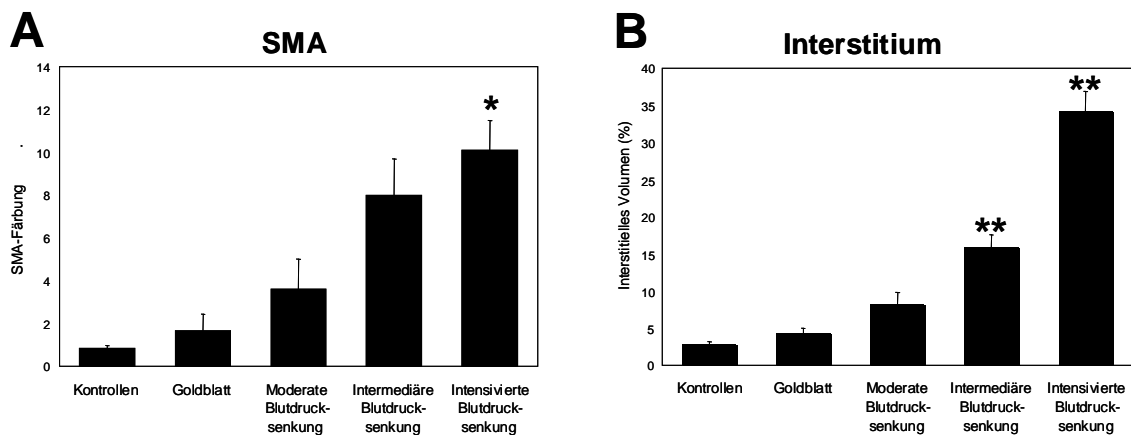 A
SMA
14
12
10
8
6
4
2
0
SMA-Färbung
*
Kontrollen
Goldblatt
Moderate
Blutdruck-
senkung
Intermediäre
Blutdruck-
senkung
Intensivierte
Blutdruck-
senkung
B
Interstitium
40
35
30
25
20
15
10
5
0
Interstitielles Volumen (%)
**
**
Kontrollen
Goldblatt
Moderate
Blutdruck-
senkung
Intermediäre
Blutdruck-
senkung
Intensivierte
Blutdruck-
senkung